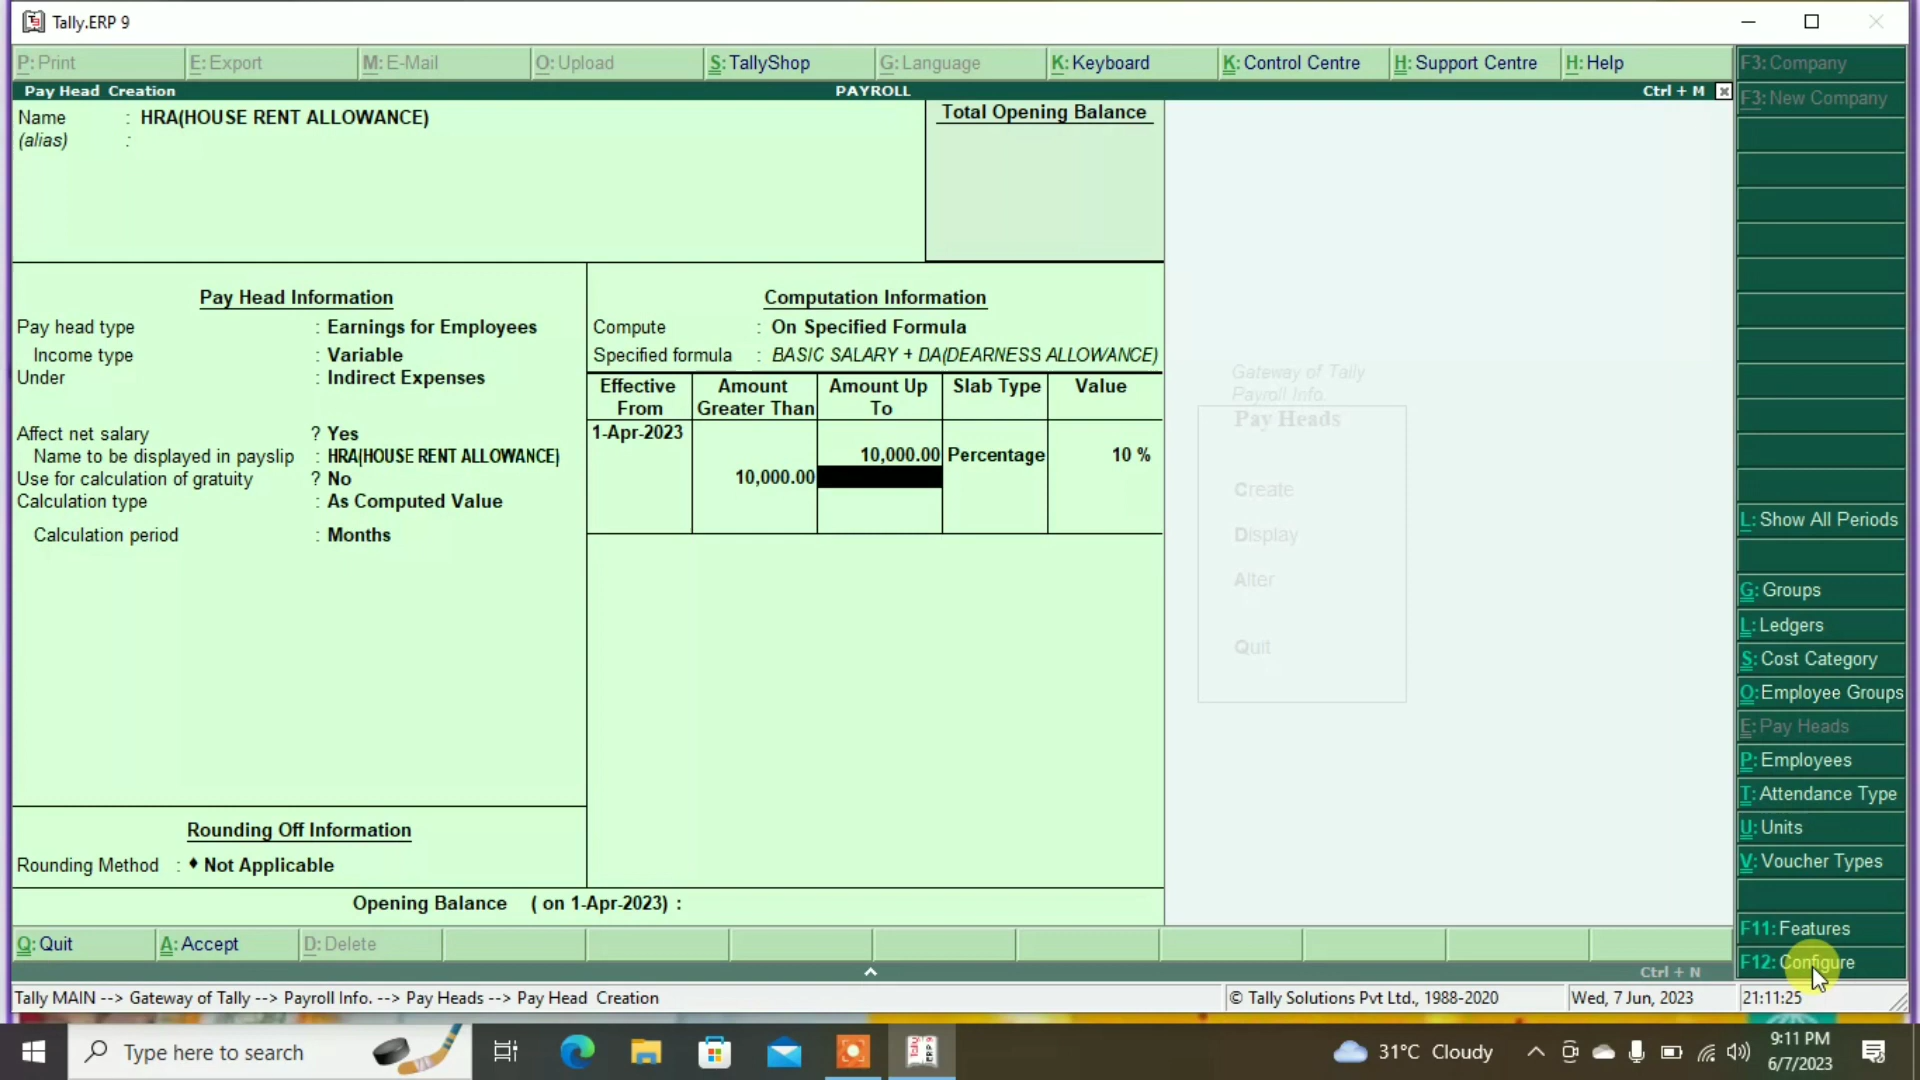 Tally.ERP 9
P: Print
E: Export
M: E-Mail
O: Upload
S: TallyShop
G: Language
K: Keyboard
K: Control Centre
H: Support Centre
H: Help
F3: Company
Pay Head Creation
PAYROLL
Ctrl + M
F3: New Company
Name : HRA(HOUSE RENT ALLOWANCE)
(alias) :
Total Opening Balance
Pay Head Information
Pay head type : Earnings for Employees
Income type : Variable
Under : Indirect Expenses
Affect net salary ? Yes
Name to be displayed in payslip : HRA(HOUSE RENT ALLOWANCE)
Use for calculation of gratuity ? No
Calculation type : As Computed Value
Calculation period : Months
Computation Information
Compute : On Specified Formula
Specified formula : BASIC SALARY + DA(DEARNESS ALLOWANCE)
Effective From
Amount Greater Than
Amount Up To
Slab Type
Value
1-Apr-2023
10,000.00 Percentage 10 %
10,000.00
Gateway of Tally
Payroll Info.
Pay Heads
Create
Display
Alter
Quit
L: Show All Periods
G: Groups
L: Ledgers
S: Cost Category
O: Employee Groups
E: Pay Heads
P: Employees
T: Attendance Type
U: Units
V: Voucher Types
F11: Features
F12: Configure
Rounding Off Information
Rounding Method : ♦ Not Applicable
Opening Balance ( on 1-Apr-2023) :
Q: Quit
A: Accept
D: Delete
Ctrl + N
Tally MAIN --> Gateway of Tally --> Payroll Info. --> Pay Heads --> Pay Head Creation
© Tally Solutions Pvt Ltd., 1988-2020
Wed, 7 Jun, 2023
21:11:25
Type here to search
31°C Cloudy
9:11 PM
6/7/2023